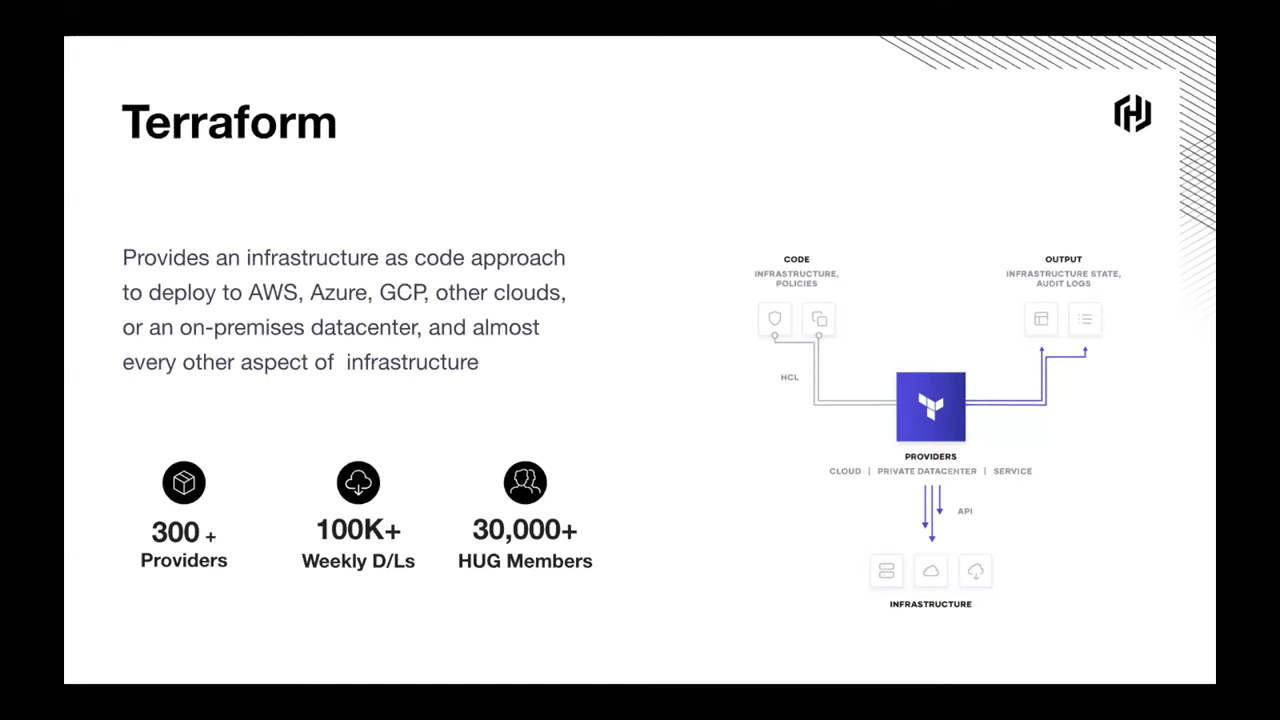 Terraform
Provides an infrastructure as code approach
to deploy to AWS, Azure, GCP, other clouds,
or an on-premises datacenter, and almost
every other aspect of  infrastructure
300 +
Providers
100K+
Weekly D/Ls
30,000+
HUG Members
CODE
INFRASTRUCTURE,
POLICIES
OUTPUT
INFRASTRUCTURE STATE,
AUDIT LOGS
HCL
PROVIDERS
CLOUD | PRIVATE DATACENTER | SERVICE
API
INFRASTRUCTURE